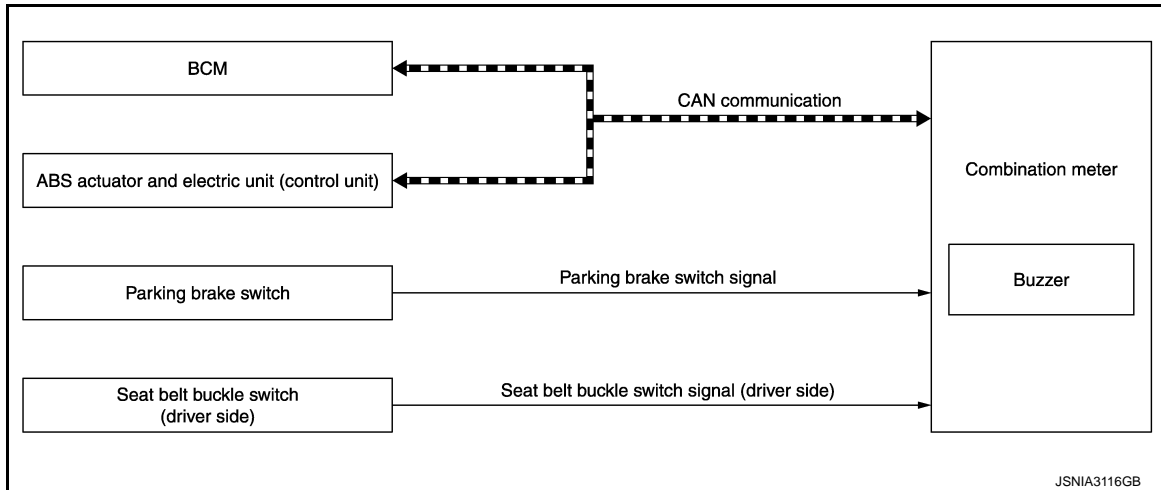 BCM
CAN communication
ABS actuator and electric unit (control unit)
Combination meter
Parking brake switch
Parking brake switch signal
Buzzer
Seat belt buckle switch
(driver side)
Seat belt buckle switch signal (driver side)
JSNIA3116GB